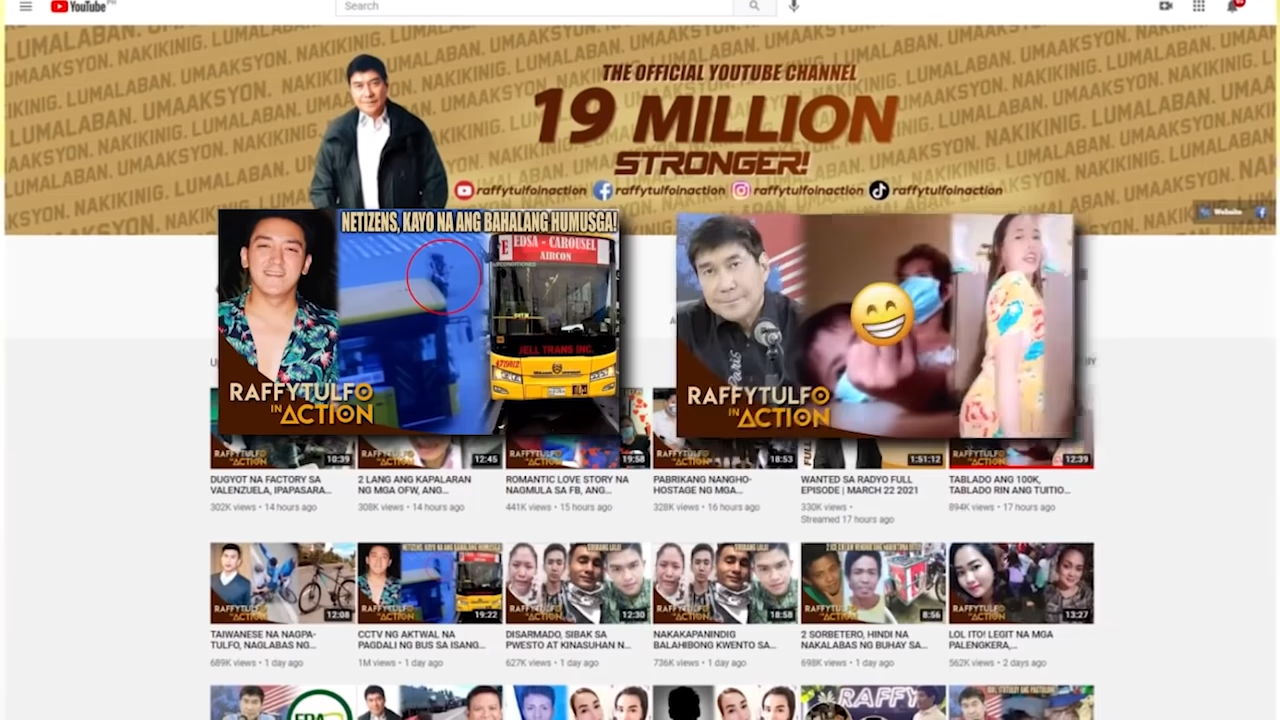 YouTube PH
Search
LUMALABAN. UMAAKSYON. NAKIKINIG. LUMALABAN. UMAAKSYON. NAKIKINIG.
THE OFFICIAL YOUTUBE CHANNEL
19 MILLION
STRONGER!
raffytulfoinaction raffytulfoinaction raffytulfoinaction raffytulfoinaction
Website
NETIZENS, KAYO NA ANG BAHALANG HUMUSGA!
EDSA - CAROUSEL
AIRCON
JELL TRANS INC.
RAFFYTULFO
IN ACTION
Paris
RAFFYTULFO
IN ACTION
10:39
12:45
19:58
18:53
1:51:12
12:39
DUGYOT NA FACTORY SA
VALENZUELA, IPAPASARA...
302K views • 14 hours ago
2 LANG ANG KAPALARAN
NG MGA OFW, ANG...
308K views • 14 hours ago
ROMANTIC LOVE STORY NA
NAGMULA SA FB, ANG...
441K views • 15 hours ago
PABRIKANG NANGHO-
HOSTAGE NG MGA...
328K views • 16 hours ago
WANTED SA RADYO FULL
EPISODE | MARCH 22 2021
330K views •
Streamed 17 hours ago
TABLADO ANG 100K,
TABLADO RIN ANG TUITIO...
894K views • 17 hours ago
12:08
19:22
12:30
18:58
8:56
13:27
TAIWANESE NA NAGPA-
TULFO, NAGLABAS NG...
689K views • 1 day ago
CCTV NG AKTWAL NA
PAGDALI NG BUS SA ISANG...
1M views • 1 day ago
DISARMADO, SIBAK SA
PWESTO AT KINASUHAN N...
627K views • 1 day ago
NAKAKAPANINDIG
BALAHIBONG KWENTO SA...
736K views • 1 day ago
2 SORBETERO, HINDI NA
NAKALABAS NG BUHAY SA...
698K views • 1 day ago
LOL ITO! LEGIT NA MGA
PALENGKERA,...
562K views • 2 days ago
RAFFY